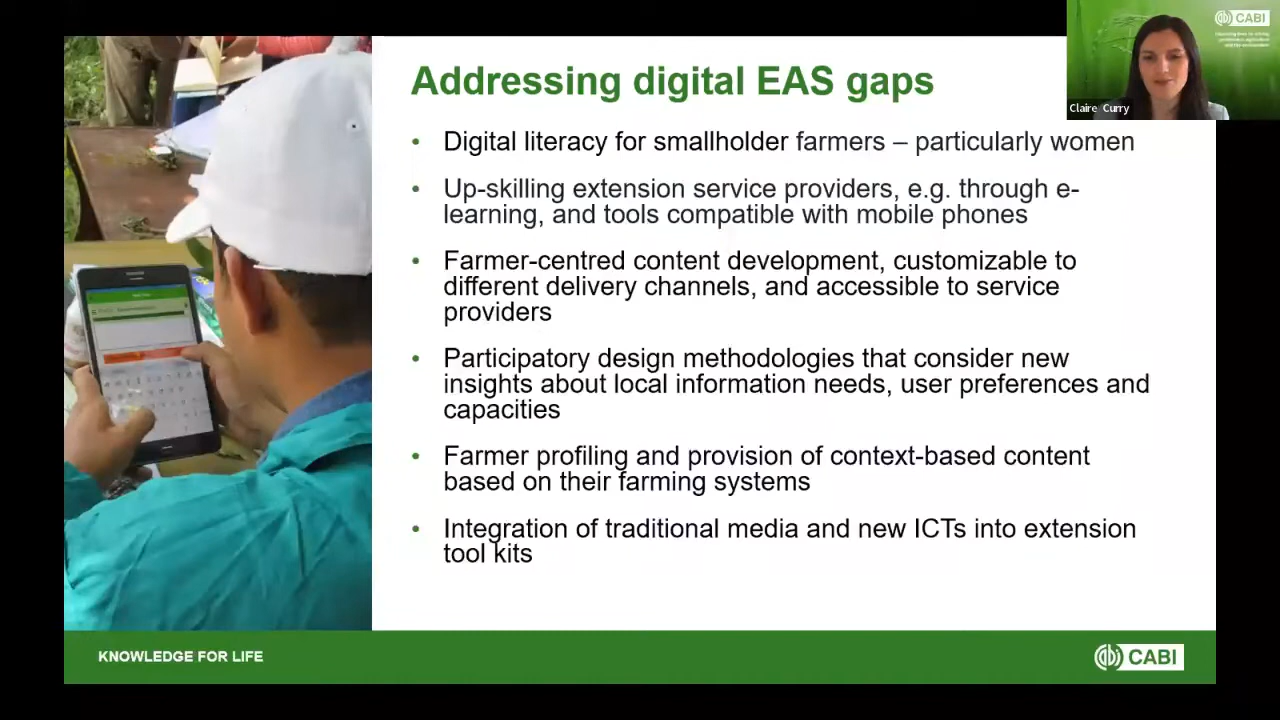 CABI
Claire Curry
Addressing digital EAS gaps
• Digital literacy for smallholder farmers – particularly women
• Up-skilling extension service providers, e.g. through e-
learning, and tools compatible with mobile phones
• Farmer-centred content development, customizable to
different delivery channels, and accessible to service
providers
• Participatory design methodologies that consider new
insights about local information needs, user preferences and
capacities
• Farmer profiling and provision of context-based content
based on their farming systems
• Integration of traditional media and new ICTs into extension
tool kits
KNOWLEDGE FOR LIFE
CABI